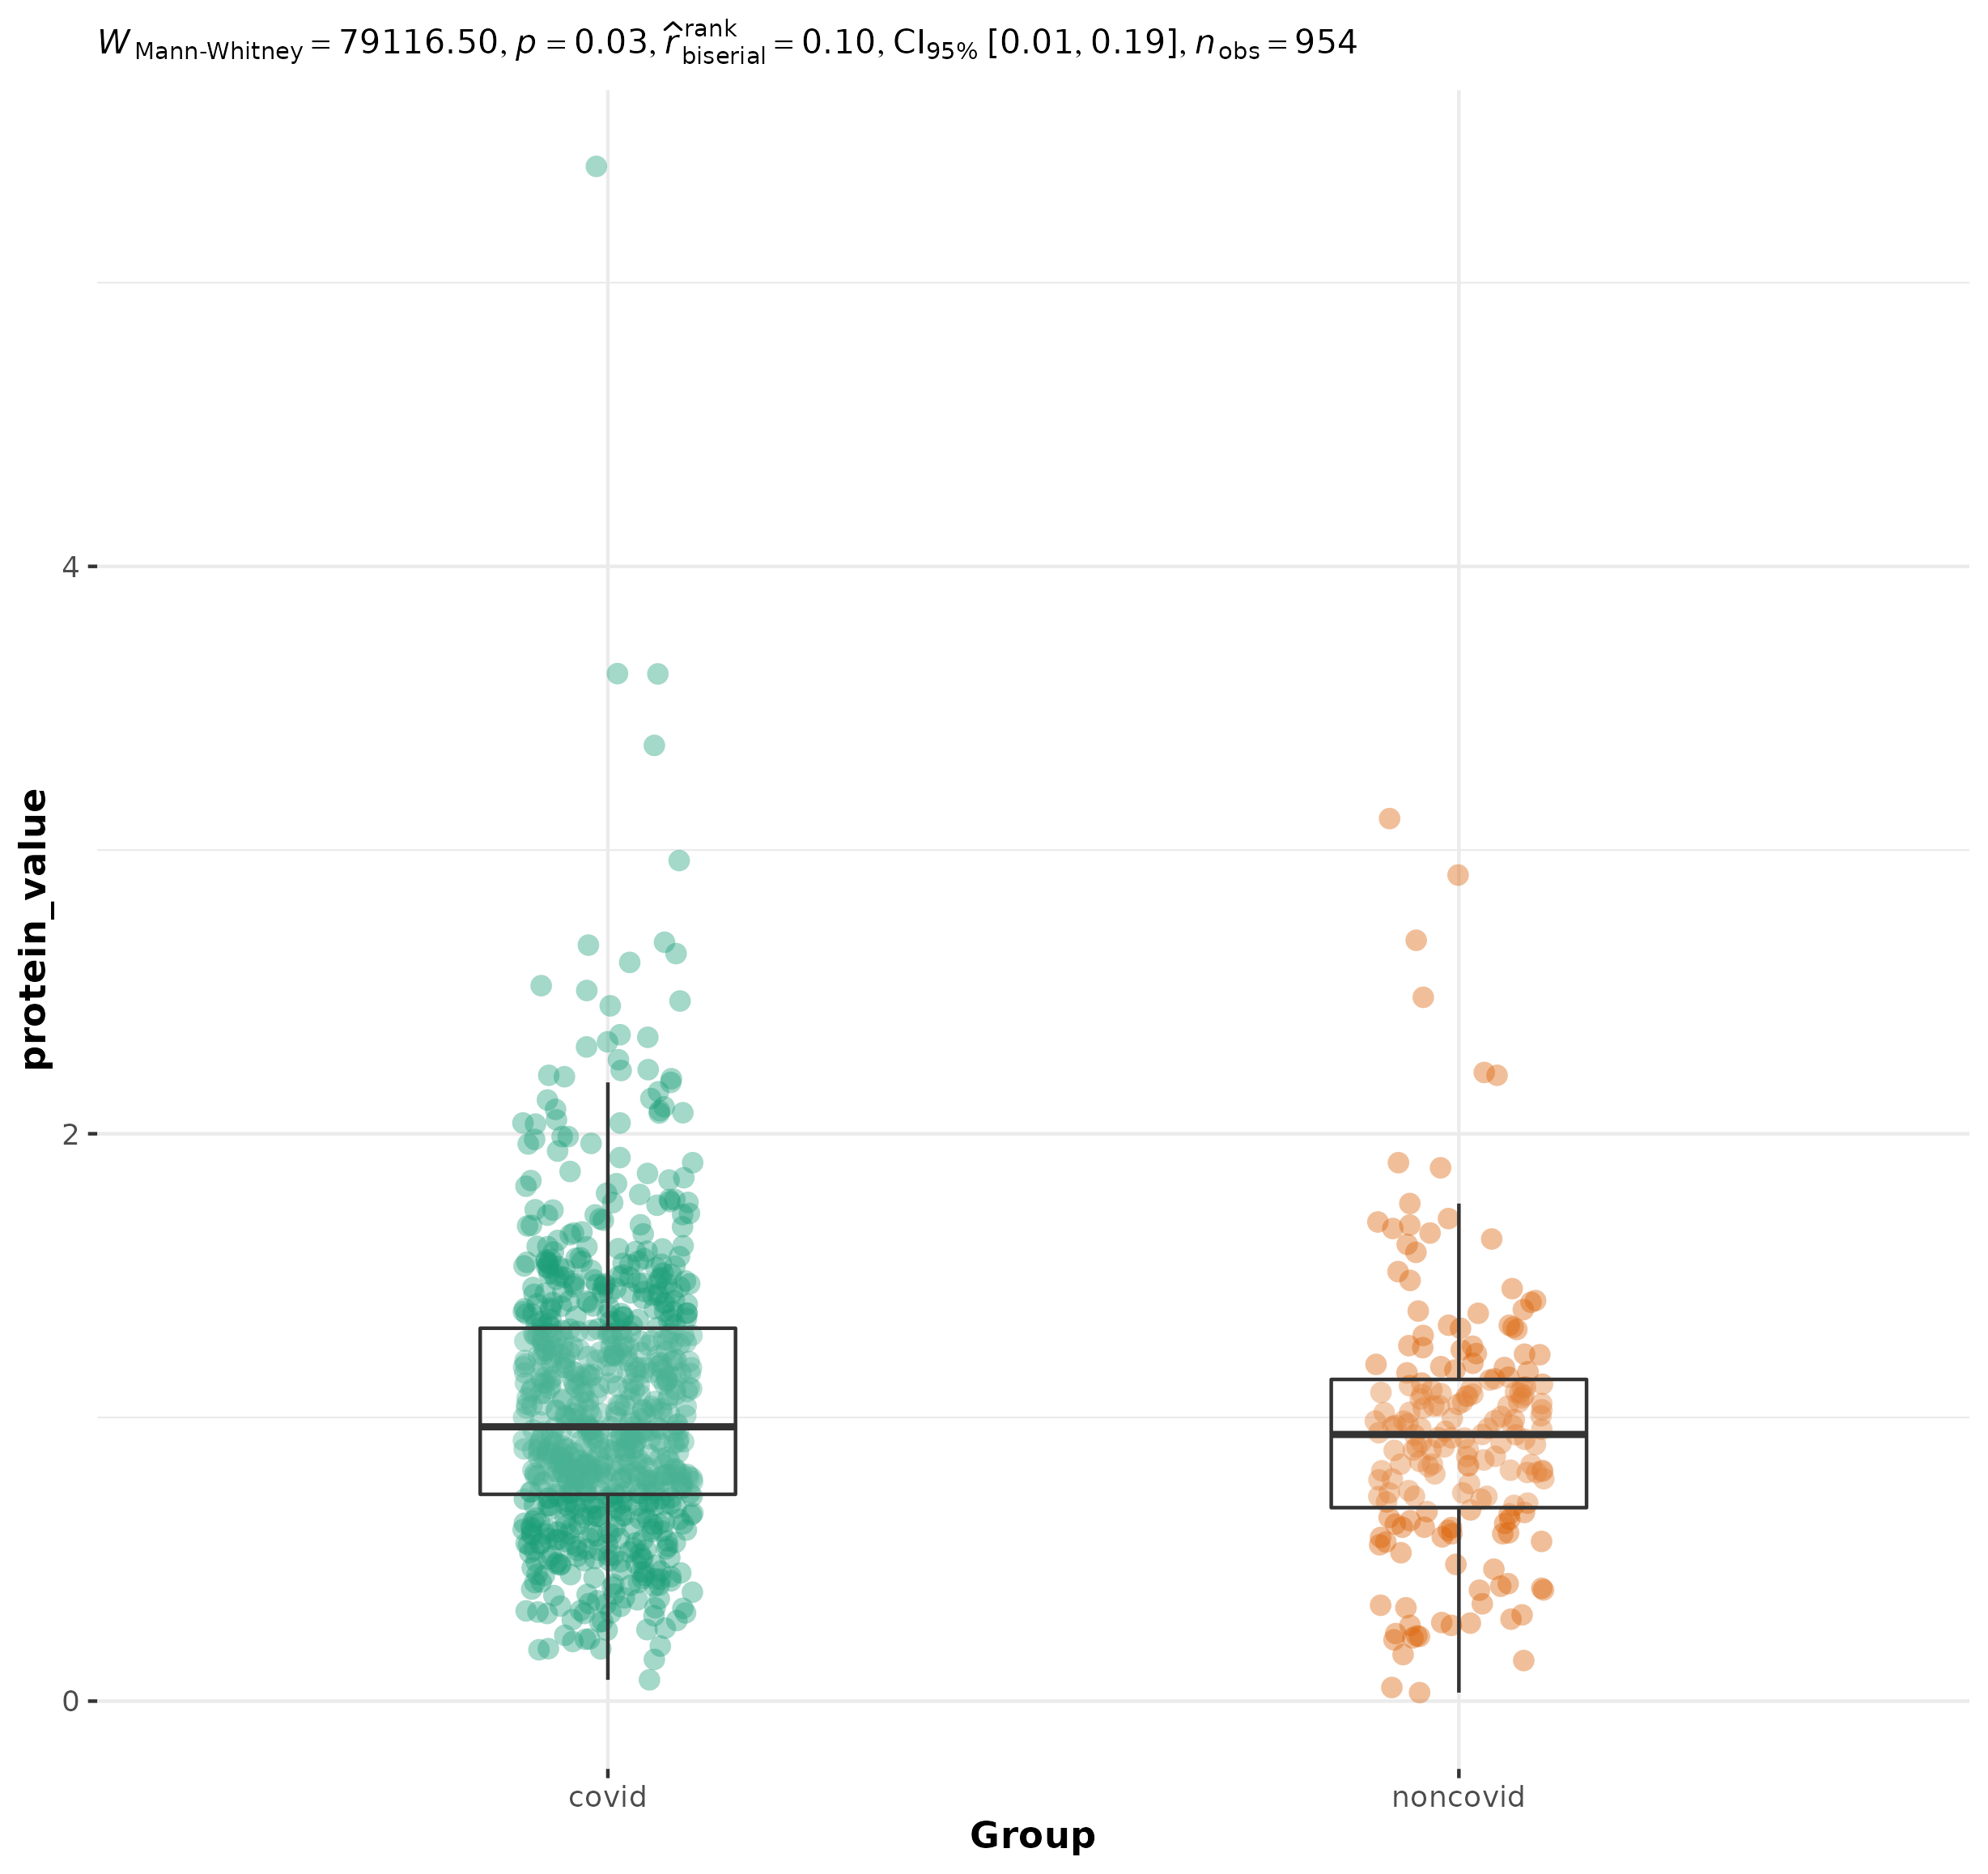 W Mann-Whitney = 79116.50, p = 0.03, r̂ rank biserial = 0.10, CI95% [0.01, 0.19], nobs = 954
protein_value
4
2
0
covid noncovid
Group